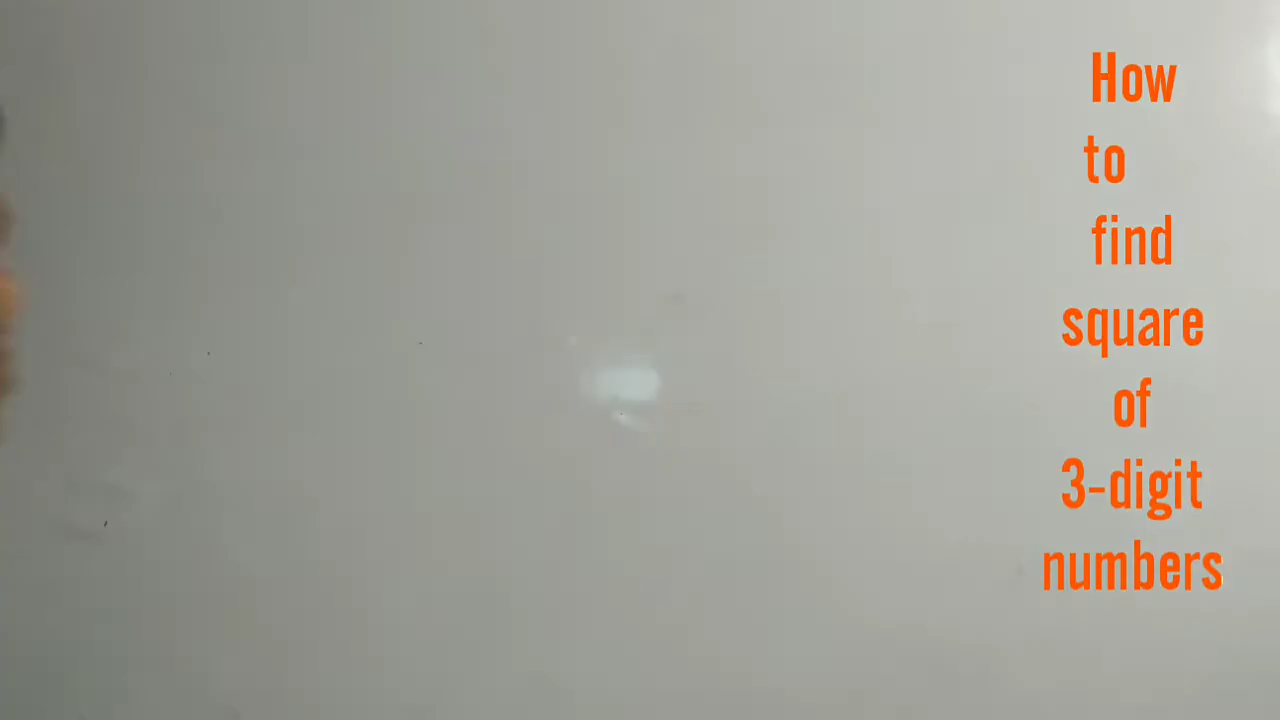 How
to
find
square
of
3-digit
numbers